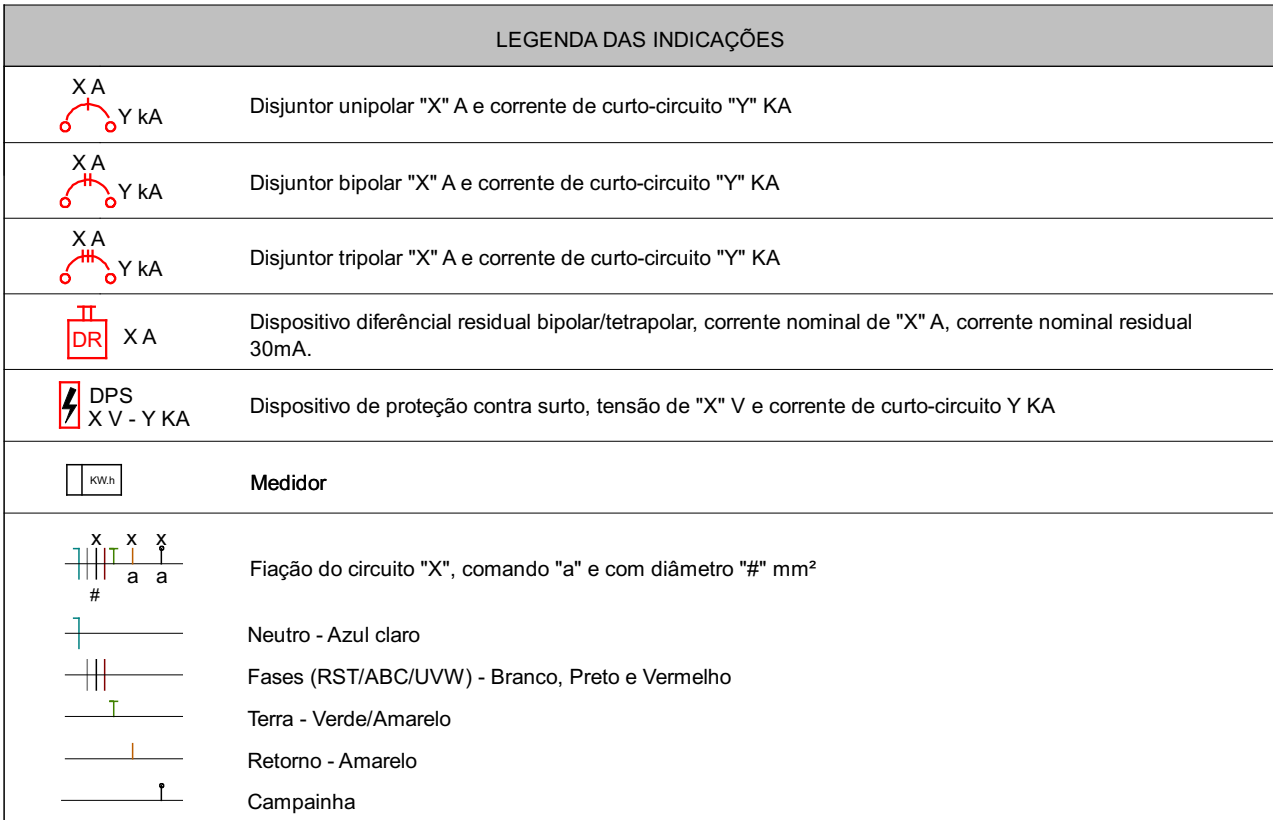 LEGENDA DAS INDICAÇÕES
X A
Y kA
Disjuntor unipolar "X" A e corrente de curto-circuito "Y" KA
X A
Y kA
Disjuntor bipolar "X" A e corrente de curto-circuito "Y" KA
X A
Y kA
Disjuntor tripolar "X" A e corrente de curto-circuito "Y" KA
DR X A
Dispositivo diferêncial residual bipolar/tetrapolar, corrente nominal de "X" A, corrente nominal residual
30mA.
DPS
X V - Y KA
Dispositivo de proteção contra surto, tensão de "X" V e corrente de curto-circuito Y KA
KW.h
Medidor
x x x
a a
#
Fiação do circuito "X", comando "a" e com diâmetro "#" mm²
Neutro - Azul claro
Fases (RST/ABC/UVW) - Branco, Preto e Vermelho
Terra - Verde/Amarelo
Retorno - Amarelo
Campainha